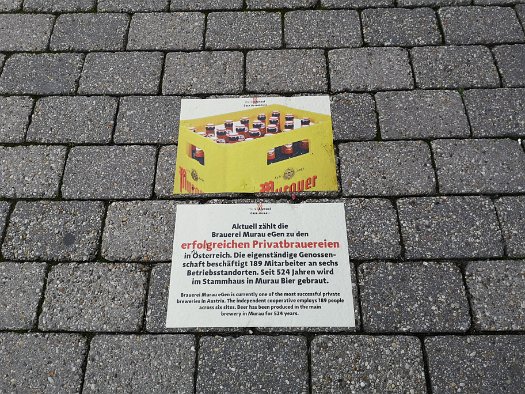 Murauer
Murauer
Aktuell zählt die
Brauerei Murau eGen zu den
erfolgreichen Privatbrauereien
in Österreich. Die eigenständige Genossen-
schaft beschäftigt 189 Mitarbeiter an sechs
Betriebsstandorten. Seit 524 Jahren wird
im Stammhaus in Murau Bier gebraut.
Brauerei Murau eGen is currently one of the most successful private
breweries in Austria. The independent cooperative employs 189 people
across six sites. Beer has been produced in the main
brewery in Murau for 524 years.